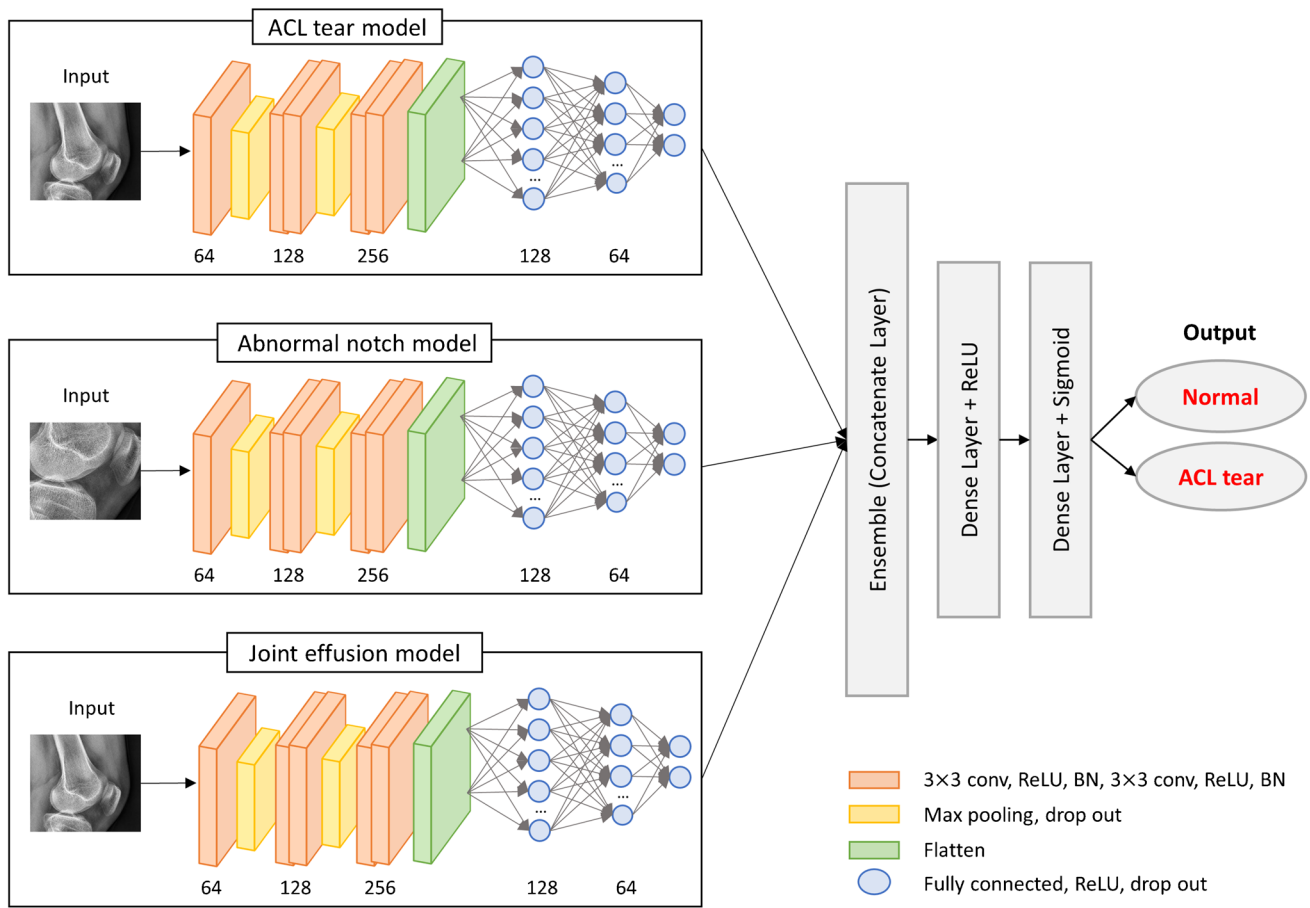 ACL tear model
Input
...
...
64
128
256
128
64
Abnormal notch model
Input
...
...
64
128
256
128
64
Joint effusion model
Input
...
...
64
128
256
128
64
Ensemble (Concatenate Layer)
Dense Layer + ReLU
Dense Layer + Sigmoid
Output
Normal
ACL tear
3×3 conv, ReLU, BN, 3×3 conv, ReLU, BN
Max pooling, drop out
Flatten
Fully connected, ReLU, drop out